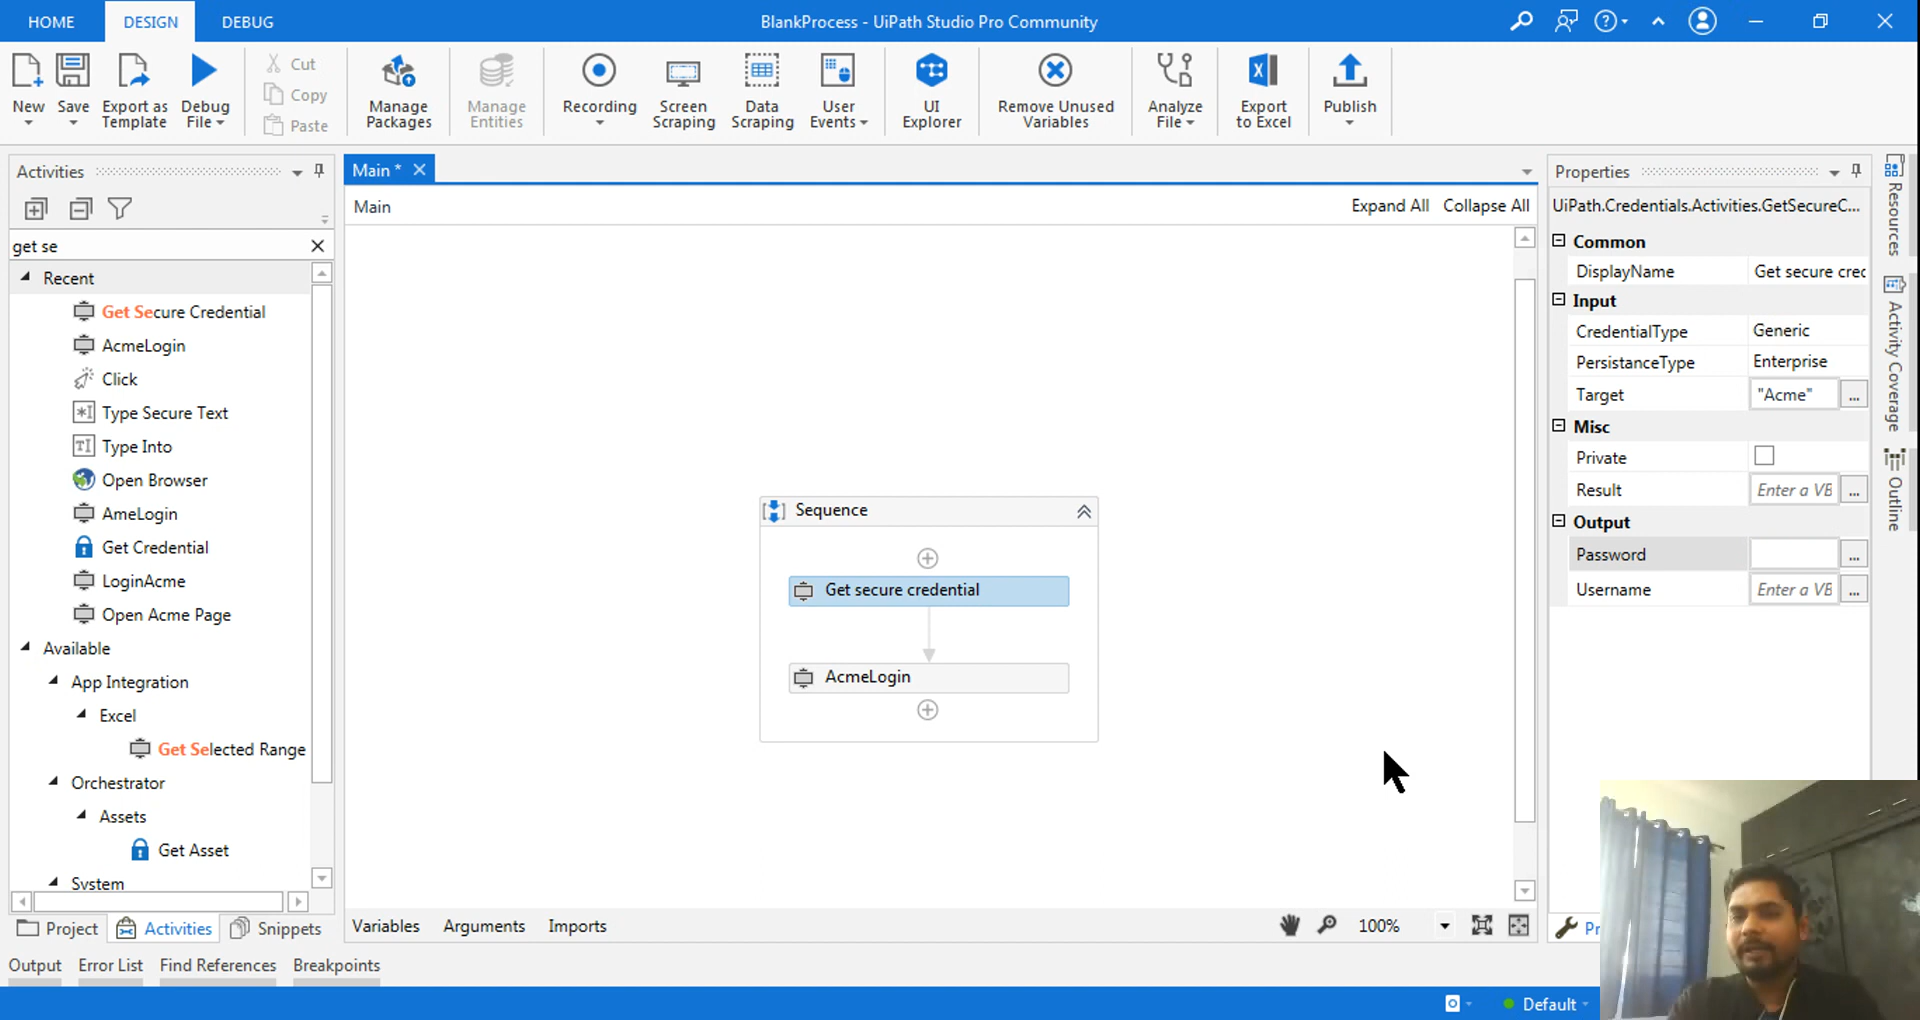 HOME DESIGN DEBUG
BlankProcess - UiPath Studio Pro Community
New
Save
Export as
Template
Debug
File
Cut
Copy
Paste
Manage
Packages
Manage
Entities
Recording
Screen
Scraping
Data
Scraping
User
Events
UI
Explorer
Remove Unused
Variables
Analyze
File
Export
to Excel
Publish
Activities
get se
Recent
Get Secure Credential
AcmeLogin
Click
Type Secure Text
Type Into
Open Browser
AmeLogin
Get Credential
LoginAcme
Open Acme Page
Available
App Integration
Excel
Get Selected Range
Orchestrator
Assets
Get Asset
System
Project Activities Snippets
Main *
Main
Expand All Collapse All
Sequence
Get secure credential
AcmeLogin
Variables Arguments Imports
100%
Properties
UiPath.Credentials.Activities.GetSecureC...
Common
DisplayName Get secure crec
Input
CredentialType Generic
PersistanceType Enterprise
Target "Acme" ...
Misc
Private
Result Enter a VB ...
Output
Password ...
Username Enter a VB ...
Pr
Resources
Activity Coverage
Outline
Output Error List Find References Breakpoints
Default